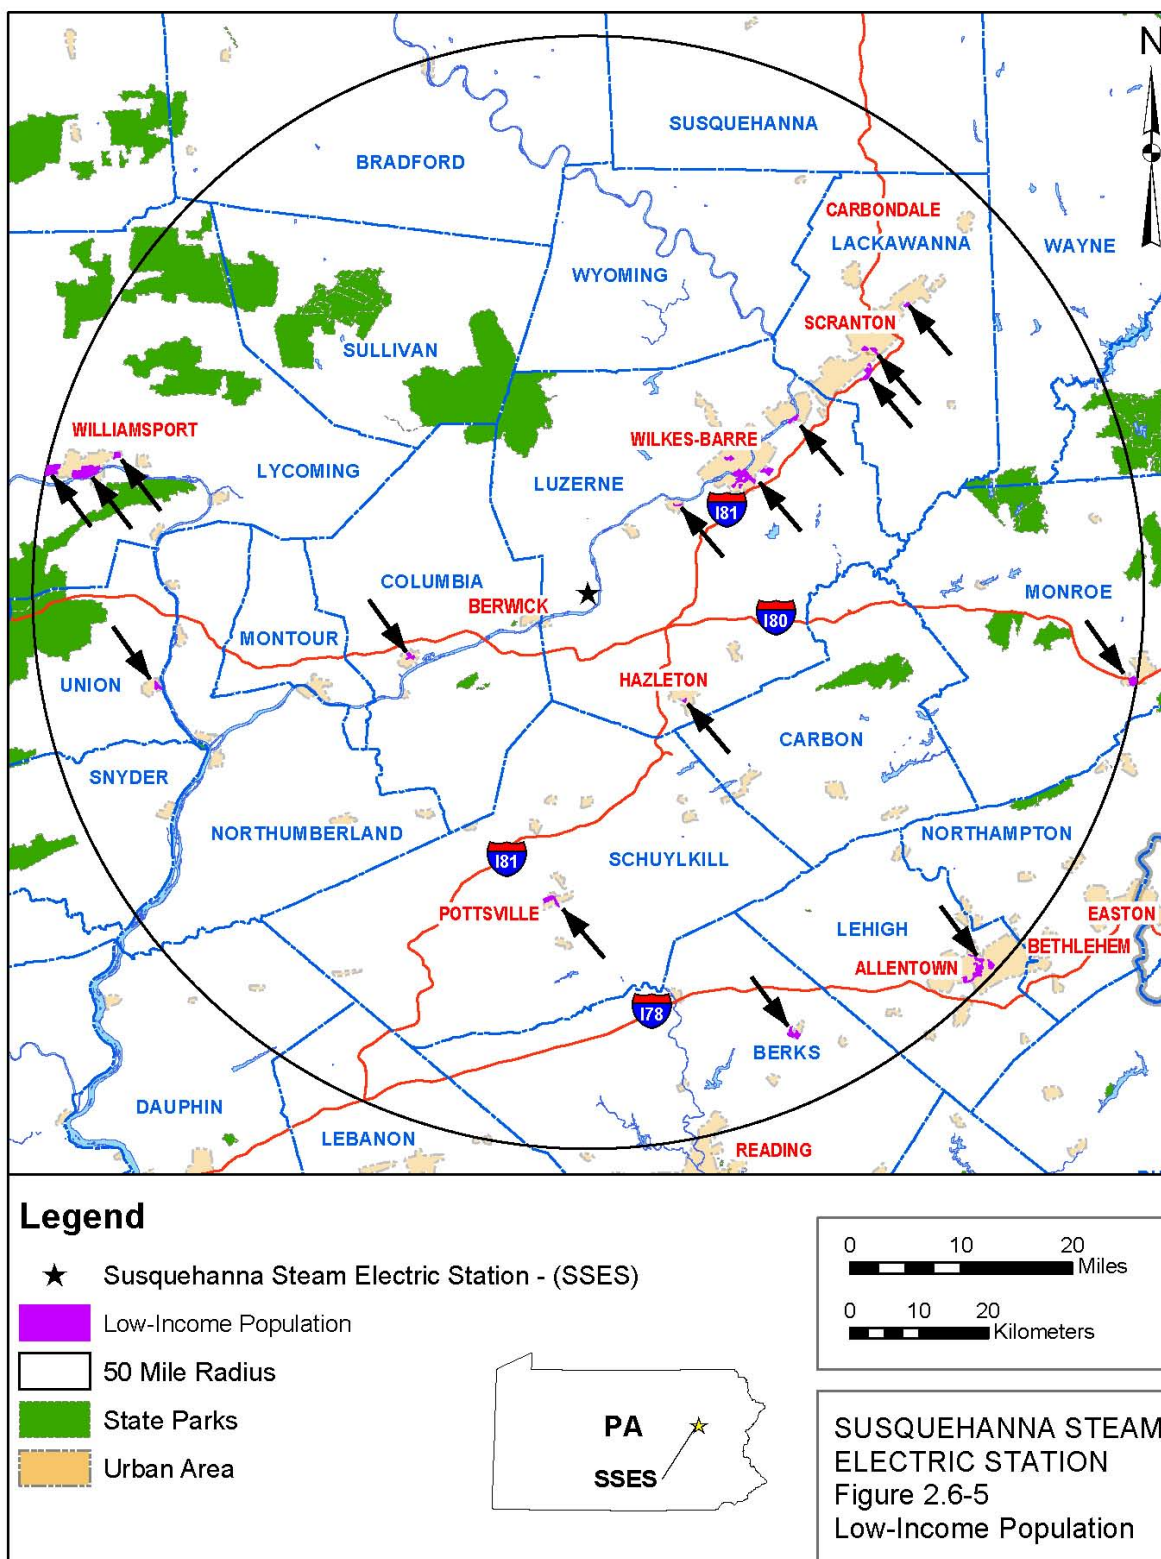 N
SUSQUEHANNA
BRADFORD
CARBONDALE
LACKAWANNA
WAYNE
WYOMING
SCRANTON
SULLIVAN
WILLIAMSPORT
WILKES-BARRE
LYCOMING
LUZERNE
I81
COLUMBIA
BERWICK
MONROE
I80
MONTOUR
UNION
HAZLETON
CARBON
SNYDER
NORTHUMBERLAND
NORTHAMPTON
I81
SCHUYLKILL
POTTSVILLE
EASTON
LEHIGH
BETHLEHEM
ALLENTOWN
I78
BERKS
DAUPHIN
LEBANON
READING
Legend
Susquehanna Steam Electric Station - (SSES)
Low-Income Population
50 Mile Radius
State Parks
Urban Area
PA
SSES
0 10 20
Miles
0 10 20
Kilometers
SUSQUEHANNA STEAM
ELECTRIC STATION
Figure 2.6-5
Low-Income Population